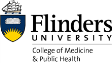 Flinders
UNIVERSITY
College of Medicine
& Public Health